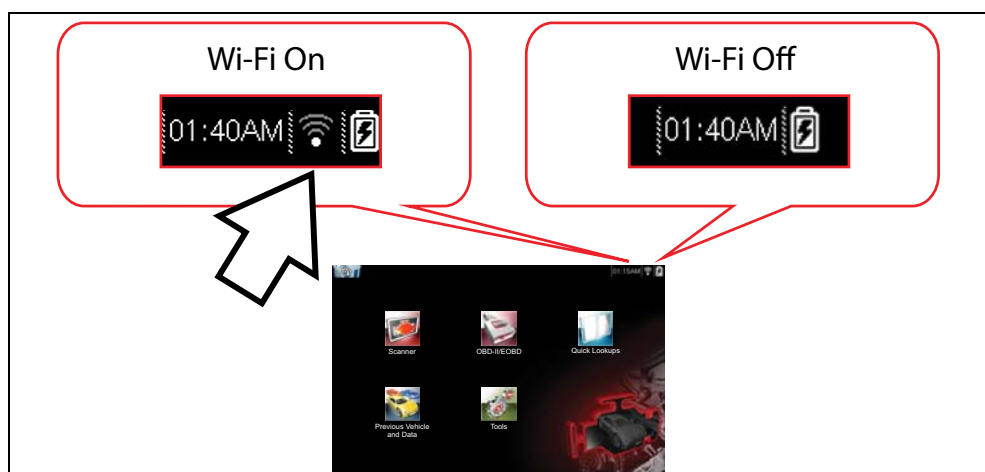 Wi-Fi On
Wi-Fi Off
01:40AM
01:40AM
01:15AM
Scanner
OBD-II/EOBD
Quick Lookups
Previous Vehicle
and Data
Tools